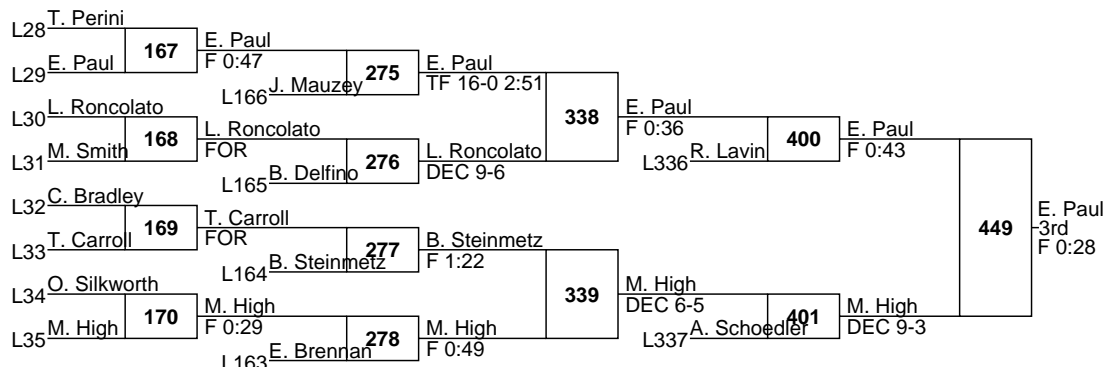 L28 T. Perini
167
L29 E. Paul
E. Paul
F 0:47
275
L166 J. Mauzey
E. Paul
TF 16-0 2:51
L30 L. Roncolato
168
L31 M. Smith
L. Roncolato
FOR
276
L165 B. Delfino
L. Roncolato
DEC 9-6
338
E. Paul
F 0:36
400
L336 R. Lavin
E. Paul
F 0:43
L32 C. Bradley
169
L33 T. Carroll
T. Carroll
FOR
277
L164 B. Steinmetz
B. Steinmetz
F 1:22
L34 O. Silkworth
170
L35 M. High
M. High
F 0:29
278
L163 E. Brennan
M. High
F 0:49
339
M. High
DEC 6-5
401
L337 A. Schoedler
M. High
DEC 9-3
449
E. Paul
3rd
F 0:28